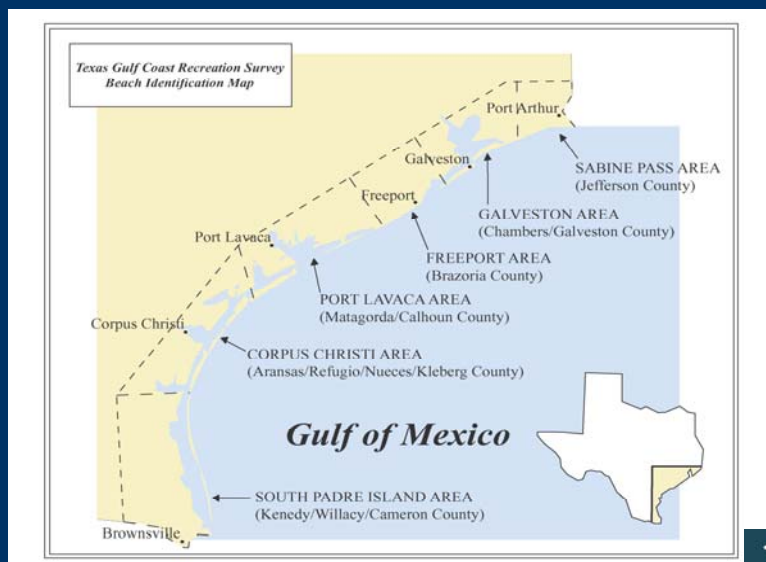 Texas Gulf Coast Recreation Survey
Beach Identification Map
Port Arthur
Galveston
SABINE PASS AREA
(Jefferson County)
Freeport
GALVESTON AREA
(Chambers/Galveston County)
Port Lavaca
FREEPORT AREA
(Brazoria County)
PORT LAVACA AREA
(Matagorda/Calhoun County)
Corpus Christi
CORPUS CHRISTI AREA
(Aransas/Refugio/Nueces/Kleberg County)
Gulf of Mexico
SOUTH PADRE ISLAND AREA
(Kenedy/Willacy/Cameron County)
Brownsville